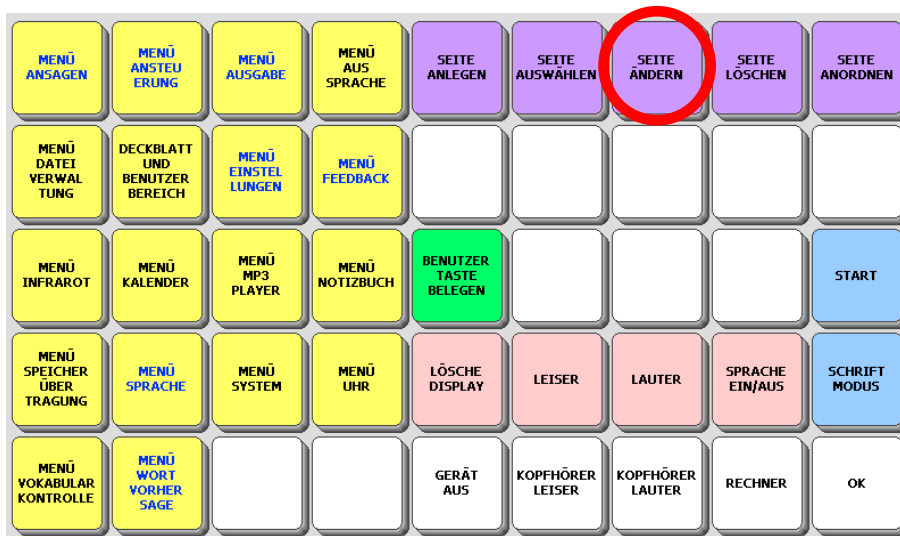 MENÜ
ANSAGEN
MENÜ
ANSTEU
ERUNG
MENÜ
AUSGABE
MENÜ
AUS
SPRACHE
SEITE
ANLEGEN
SEITE
AUSWÄHLEN
SEITE
ÄNDERN
SEITE
LÖSCHEN
SEITE
ANORDNEN
MENÜ
DATEI
VERWAL
TUNG
DECKBLATT
UND
BENUTZER
BEREICH
MENÜ
EINSTEL
LUNGEN
MENÜ
FEEDBACK
MENÜ
INFRAROT
MENÜ
KALENDER
MENÜ
MP3
PLAYER
MENÜ
NOTIZBUCH
BENUTZER
TASTE
BELEGEN
START
MENÜ
SPEICHER
ÜBER
TRAGUNG
MENÜ
SPRACHE
MENÜ
SYSTEM
MENÜ
UHR
LÖSCHE
DISPLAY
LEISER
LAUTER
SPRACHE
EIN/AUS
SCHRIFT
MODUS
MENÜ
VOKABULAR
KONTROLLE
MENÜ
WORT
VORHER
SAGE
GERÄT
AUS
KOPFHÖRER
LEISER
KOPFHÖRER
LAUTER
RECHNER
OK